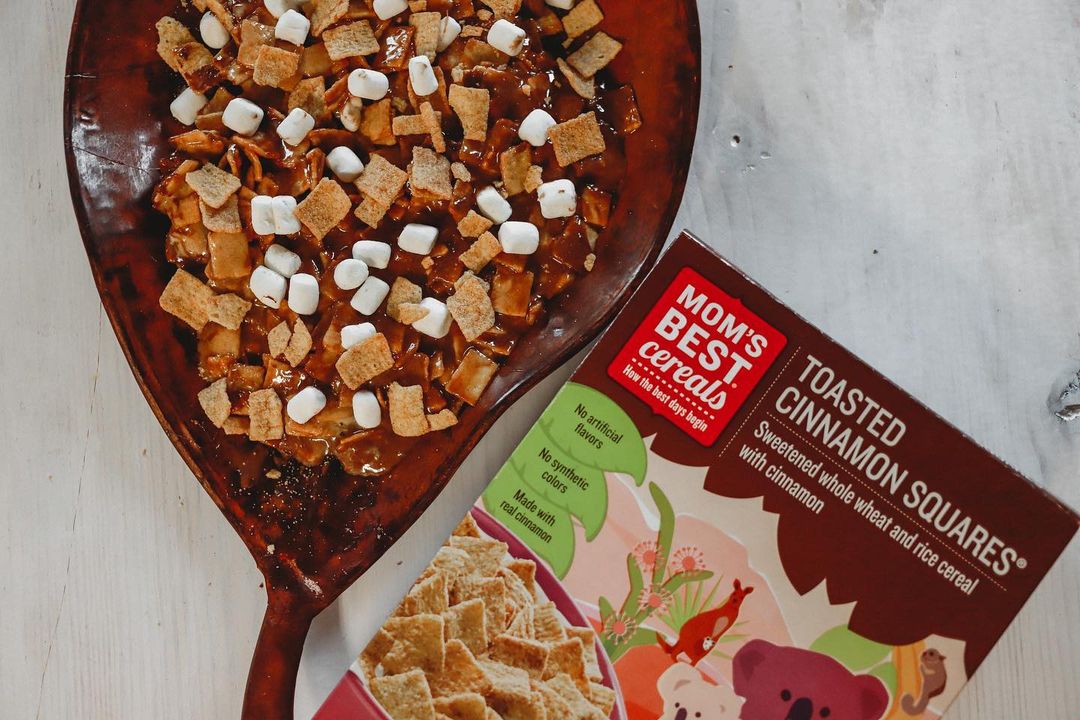 MOM'S
BEST®
cereals
How the best days begin
TOASTED
CINNAMON SQUARES®
Sweetened whole wheat and rice cereal
with cinnamon
No artificial
flavors
No synthetic
colors
Made with
real cinnamon